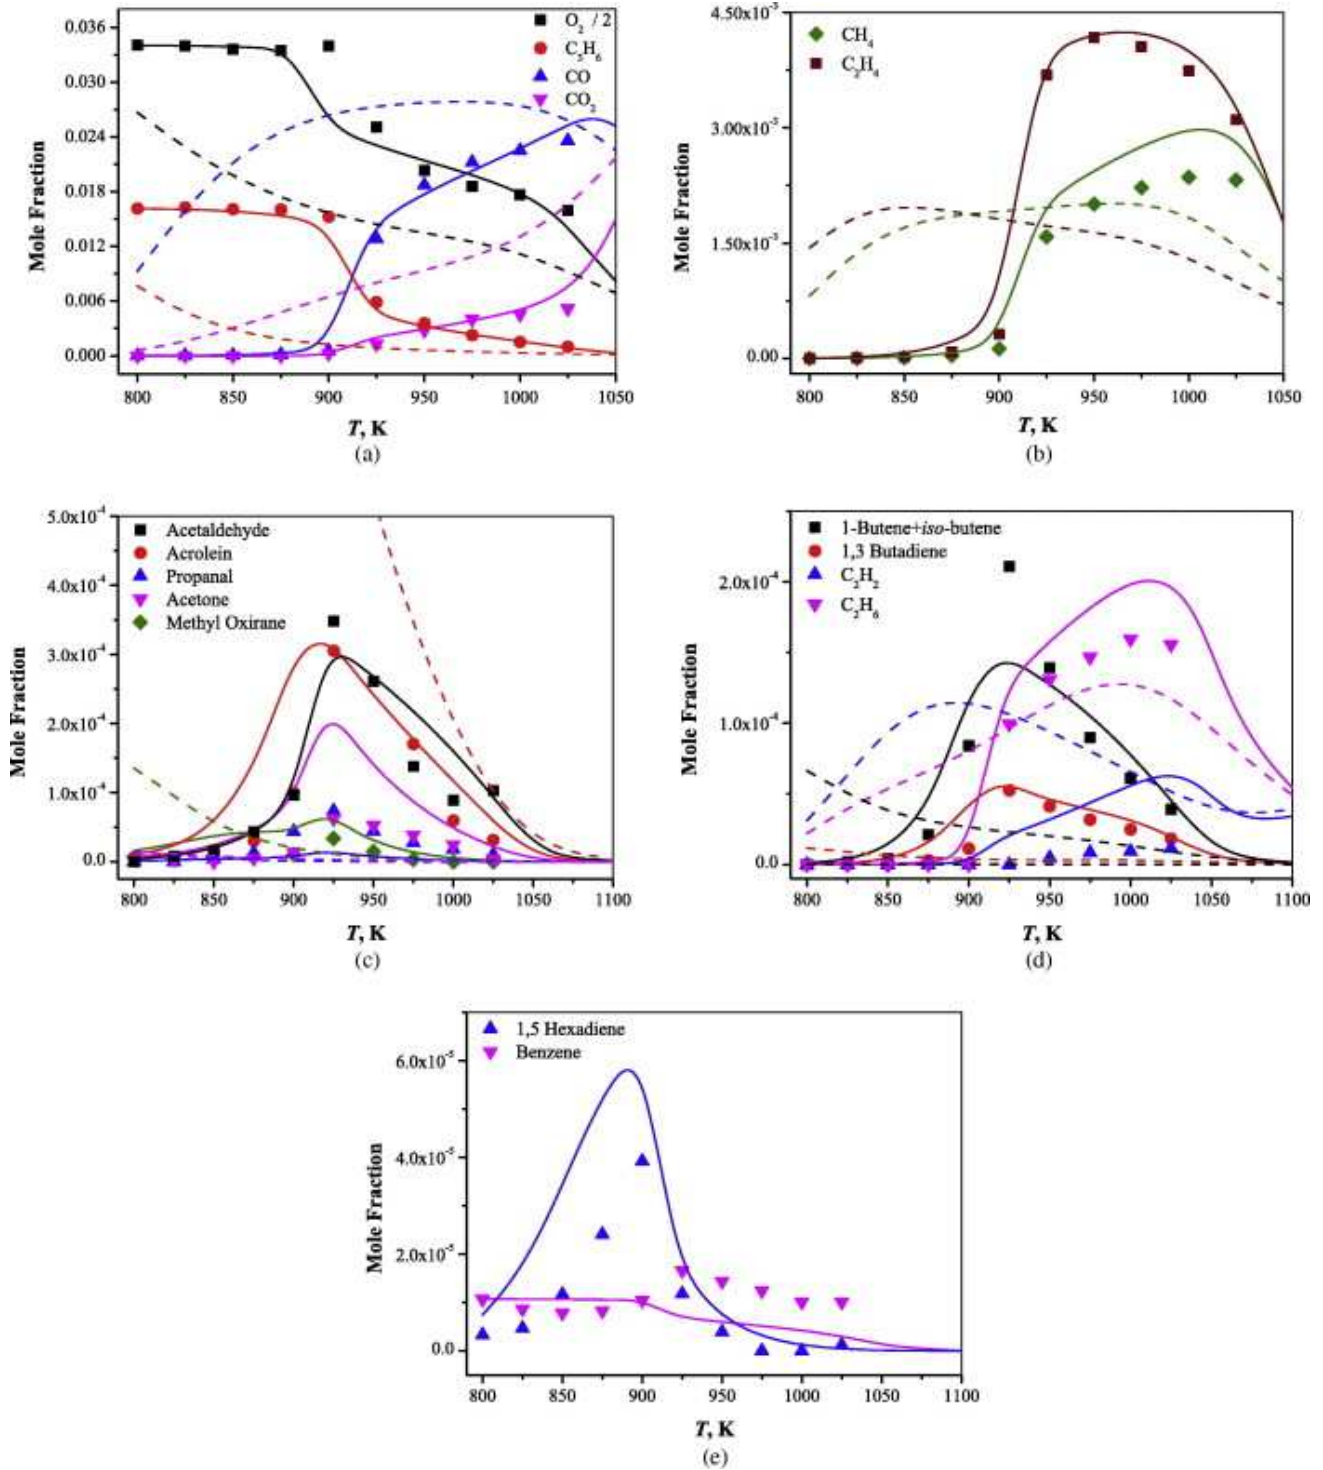 0.036
0.030
0.024
0.018
0.012
0.006
0.000
Mole Fraction
O₂ / 2
C₃H₆
CO
CO₂
800 850 900 950 1000 1050
T, K
(a)
4.50x10⁻³
3.00x10⁻³
1.50x10⁻³
0.00
Mole Fraction
CH₄
C₂H₄
800 850 900 950 1000 1050
T, K
(b)
5.0x10⁻⁴
4.0x10⁻⁴
3.0x10⁻⁴
2.0x10⁻⁴
1.0x10⁻⁴
0.0
Mole Fraction
Acetaldehyde
Acrolein
Propanal
Acetone
Methyl Oxirane
800 850 900 950 1000 1050 1100
T, K
(c)
2.0x10⁻⁴
1.0x10⁻⁴
0.0
Mole Fraction
1-Butene+iso-butene
1,3 Butadiene
C₂H₂
C₂H₆
800 850 900 950 1000 1050 1100
T, K
(d)
6.0x10⁻⁵
4.0x10⁻⁵
2.0x10⁻⁵
0.0
Mole Fraction
1,5 Hexadiene
Benzene
800 850 900 950 1000 1050 1100
T, K
(e)